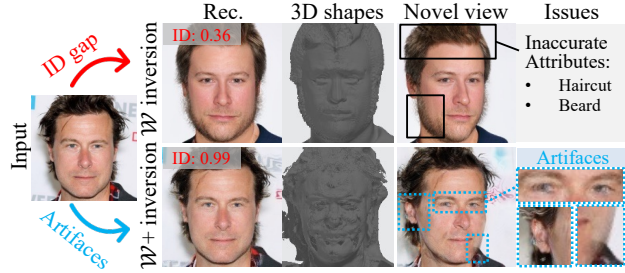 Rec.
3D shapes
Novel view
Issues
ID gap
Input
Artifaces
𝒲 inversion
ID: 0.36
Inaccurate
Attributes:
• Haircut
• Beard
𝒲+ inversion
ID: 0.99
Artifaces